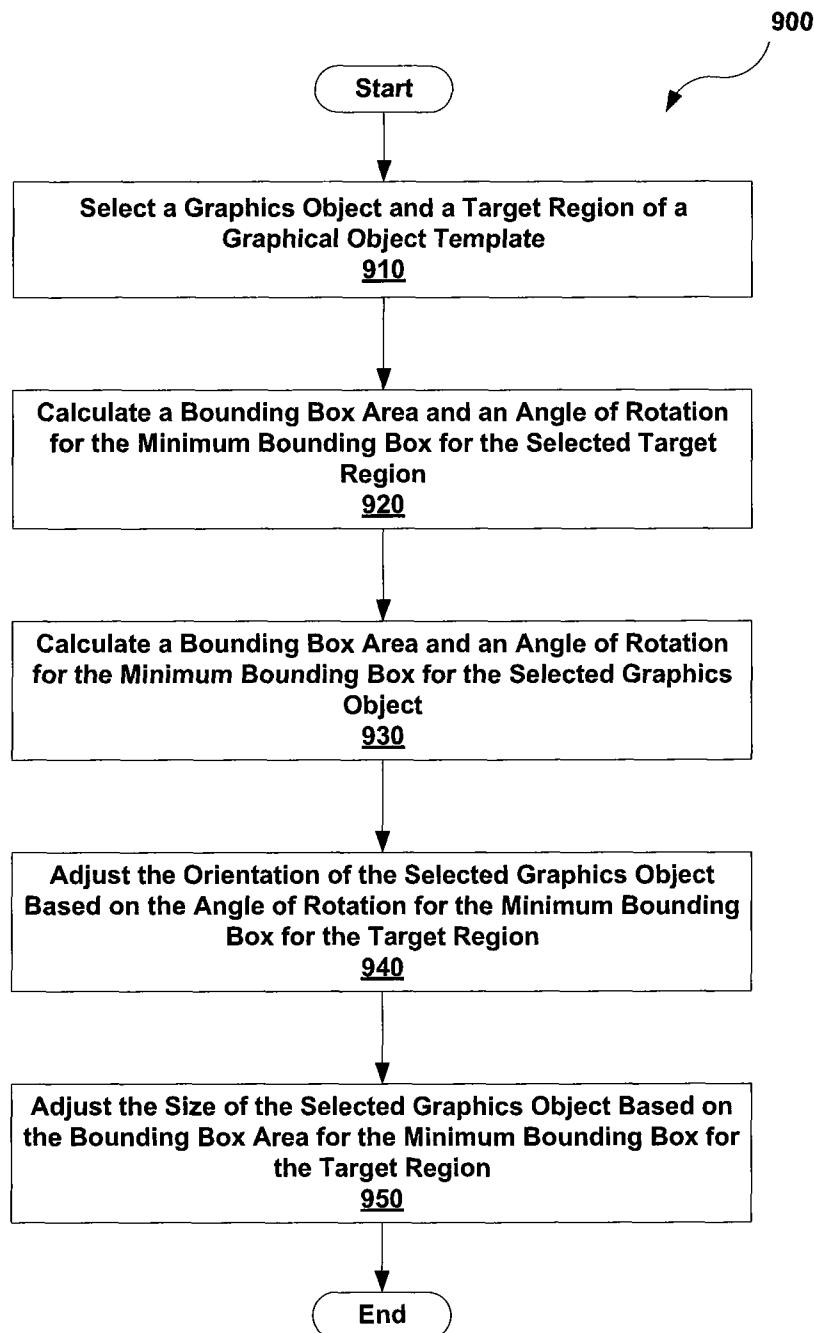 900
Start
Select a Graphics Object and a Target Region of a
Graphical Object Template
910
Calculate a Bounding Box Area and an Angle of Rotation
for the Minimum Bounding Box for the Selected Target
Region
920
Calculate a Bounding Box Area and an Angle of Rotation
for the Minimum Bounding Box for the Selected Graphics
Object
930
Adjust the Orientation of the Selected Graphics Object
Based on the Angle of Rotation for the Minimum Bounding
Box for the Target Region
940
Adjust the Size of the Selected Graphics Object Based on
the Bounding Box Area for the Minimum Bounding Box for
the Target Region
950
End